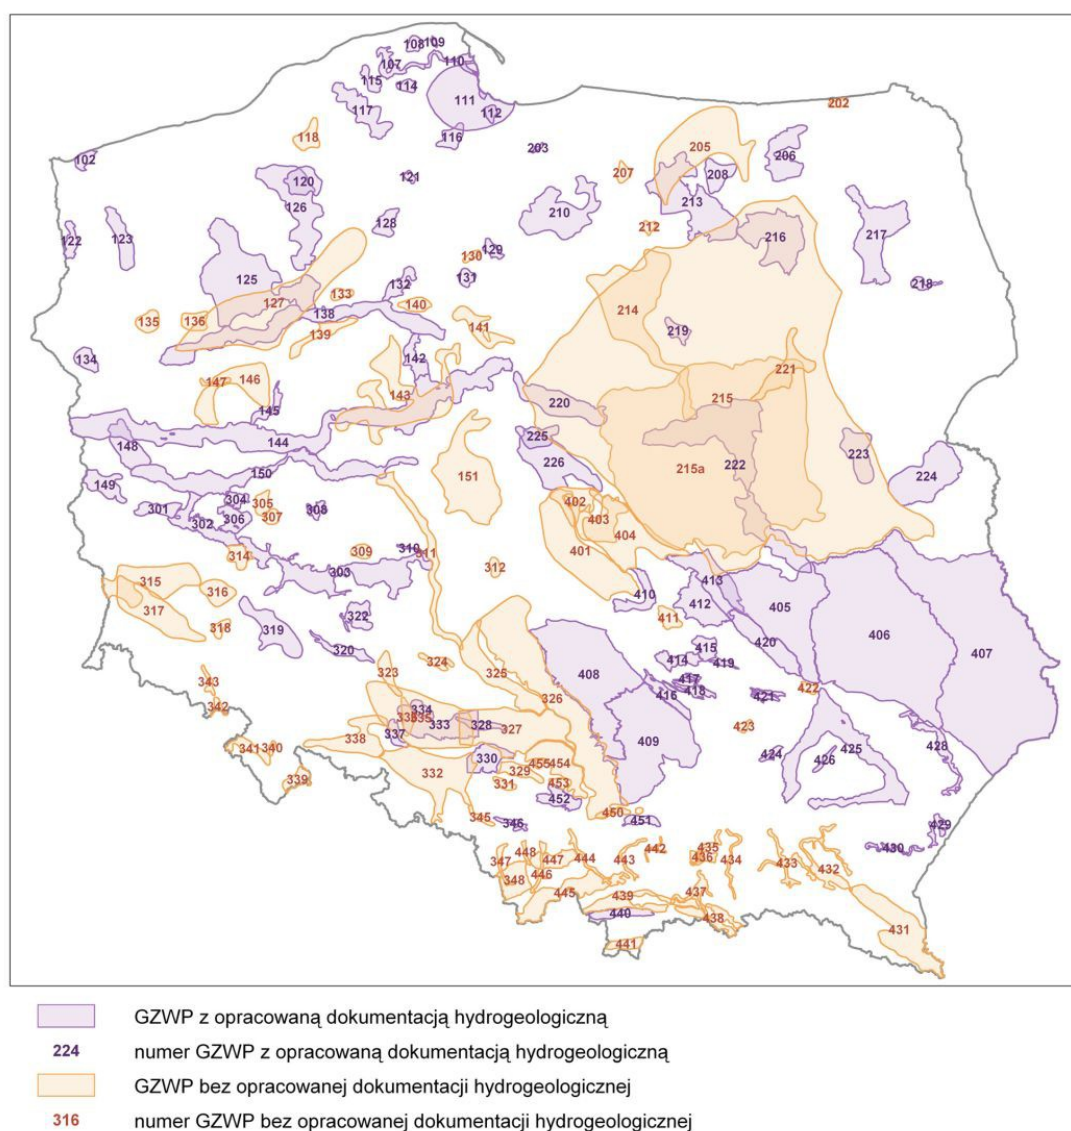 108 109
107 110
115 114
111
117 112
202
118 116
205
102 203 206
207 208
120 121
126 210 213
128 212 216 217
122 123
129
130
125 131 218
132
127 133 140 214
135 136 138 219
139 141
134 142 221
147 146 143 215
145 220
144 225
148 151 226 215a 222 223
150 224
149
304 305 402
301 306 307 308 403
302 401 404
314 309 310 311
303 312 413
315 316 410 412 405
317 411 406
318 319 322 420 407
320 415
324 414 419
323 325 408 417
343 416 418 421 422
342 326
334
335 333 328 327 423
338 337 409 425 428
341 340 424 426
330 455 454
332 329
339 331 453
452
345 450
346 451 429
430
448 442 435
347 447 444 443 436 434 433
446 432
348
445 439 437
440 438
431
441
GZWP z opracowaną dokumentacją hydrogeologiczną
224 numer GZWP z opracowaną dokumentacją hydrogeologiczną
GZWP bez opracowanej dokumentacji hydrogeologicznej
316 numer GZWP bez opracowanej dokumentacji hydrogeologicznej